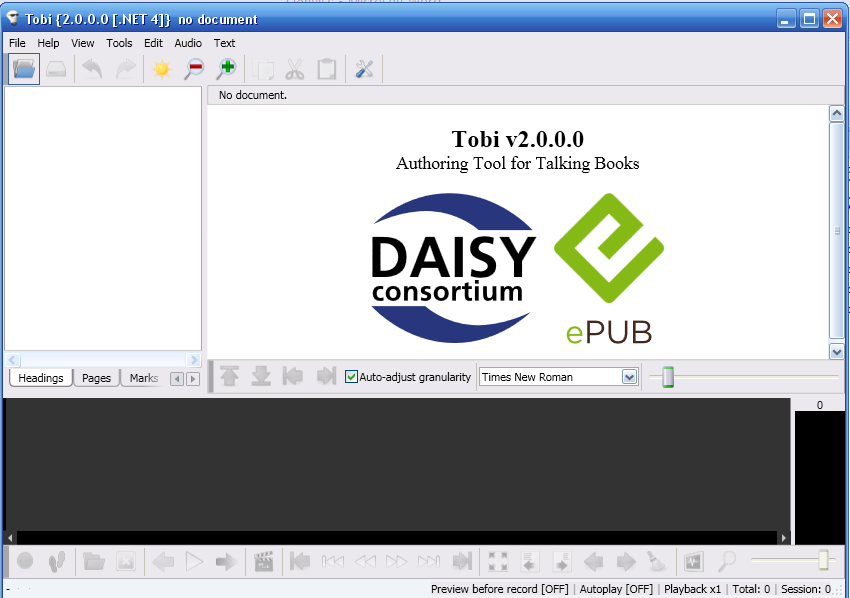 Tobi {2.0.0.0 [.NET 4]} no document
File Help View Tools Edit Audio Text
No document.
Tobi v2.0.0.0
Authoring Tool for Talking Books
DAISY
consortium
ePUB
Headings Pages Marks
Auto-adjust granularity Times New Roman
0
- Preview before record [OFF] | Autoplay [OFF] | Playback x1 | Total: 0 | Session: 0